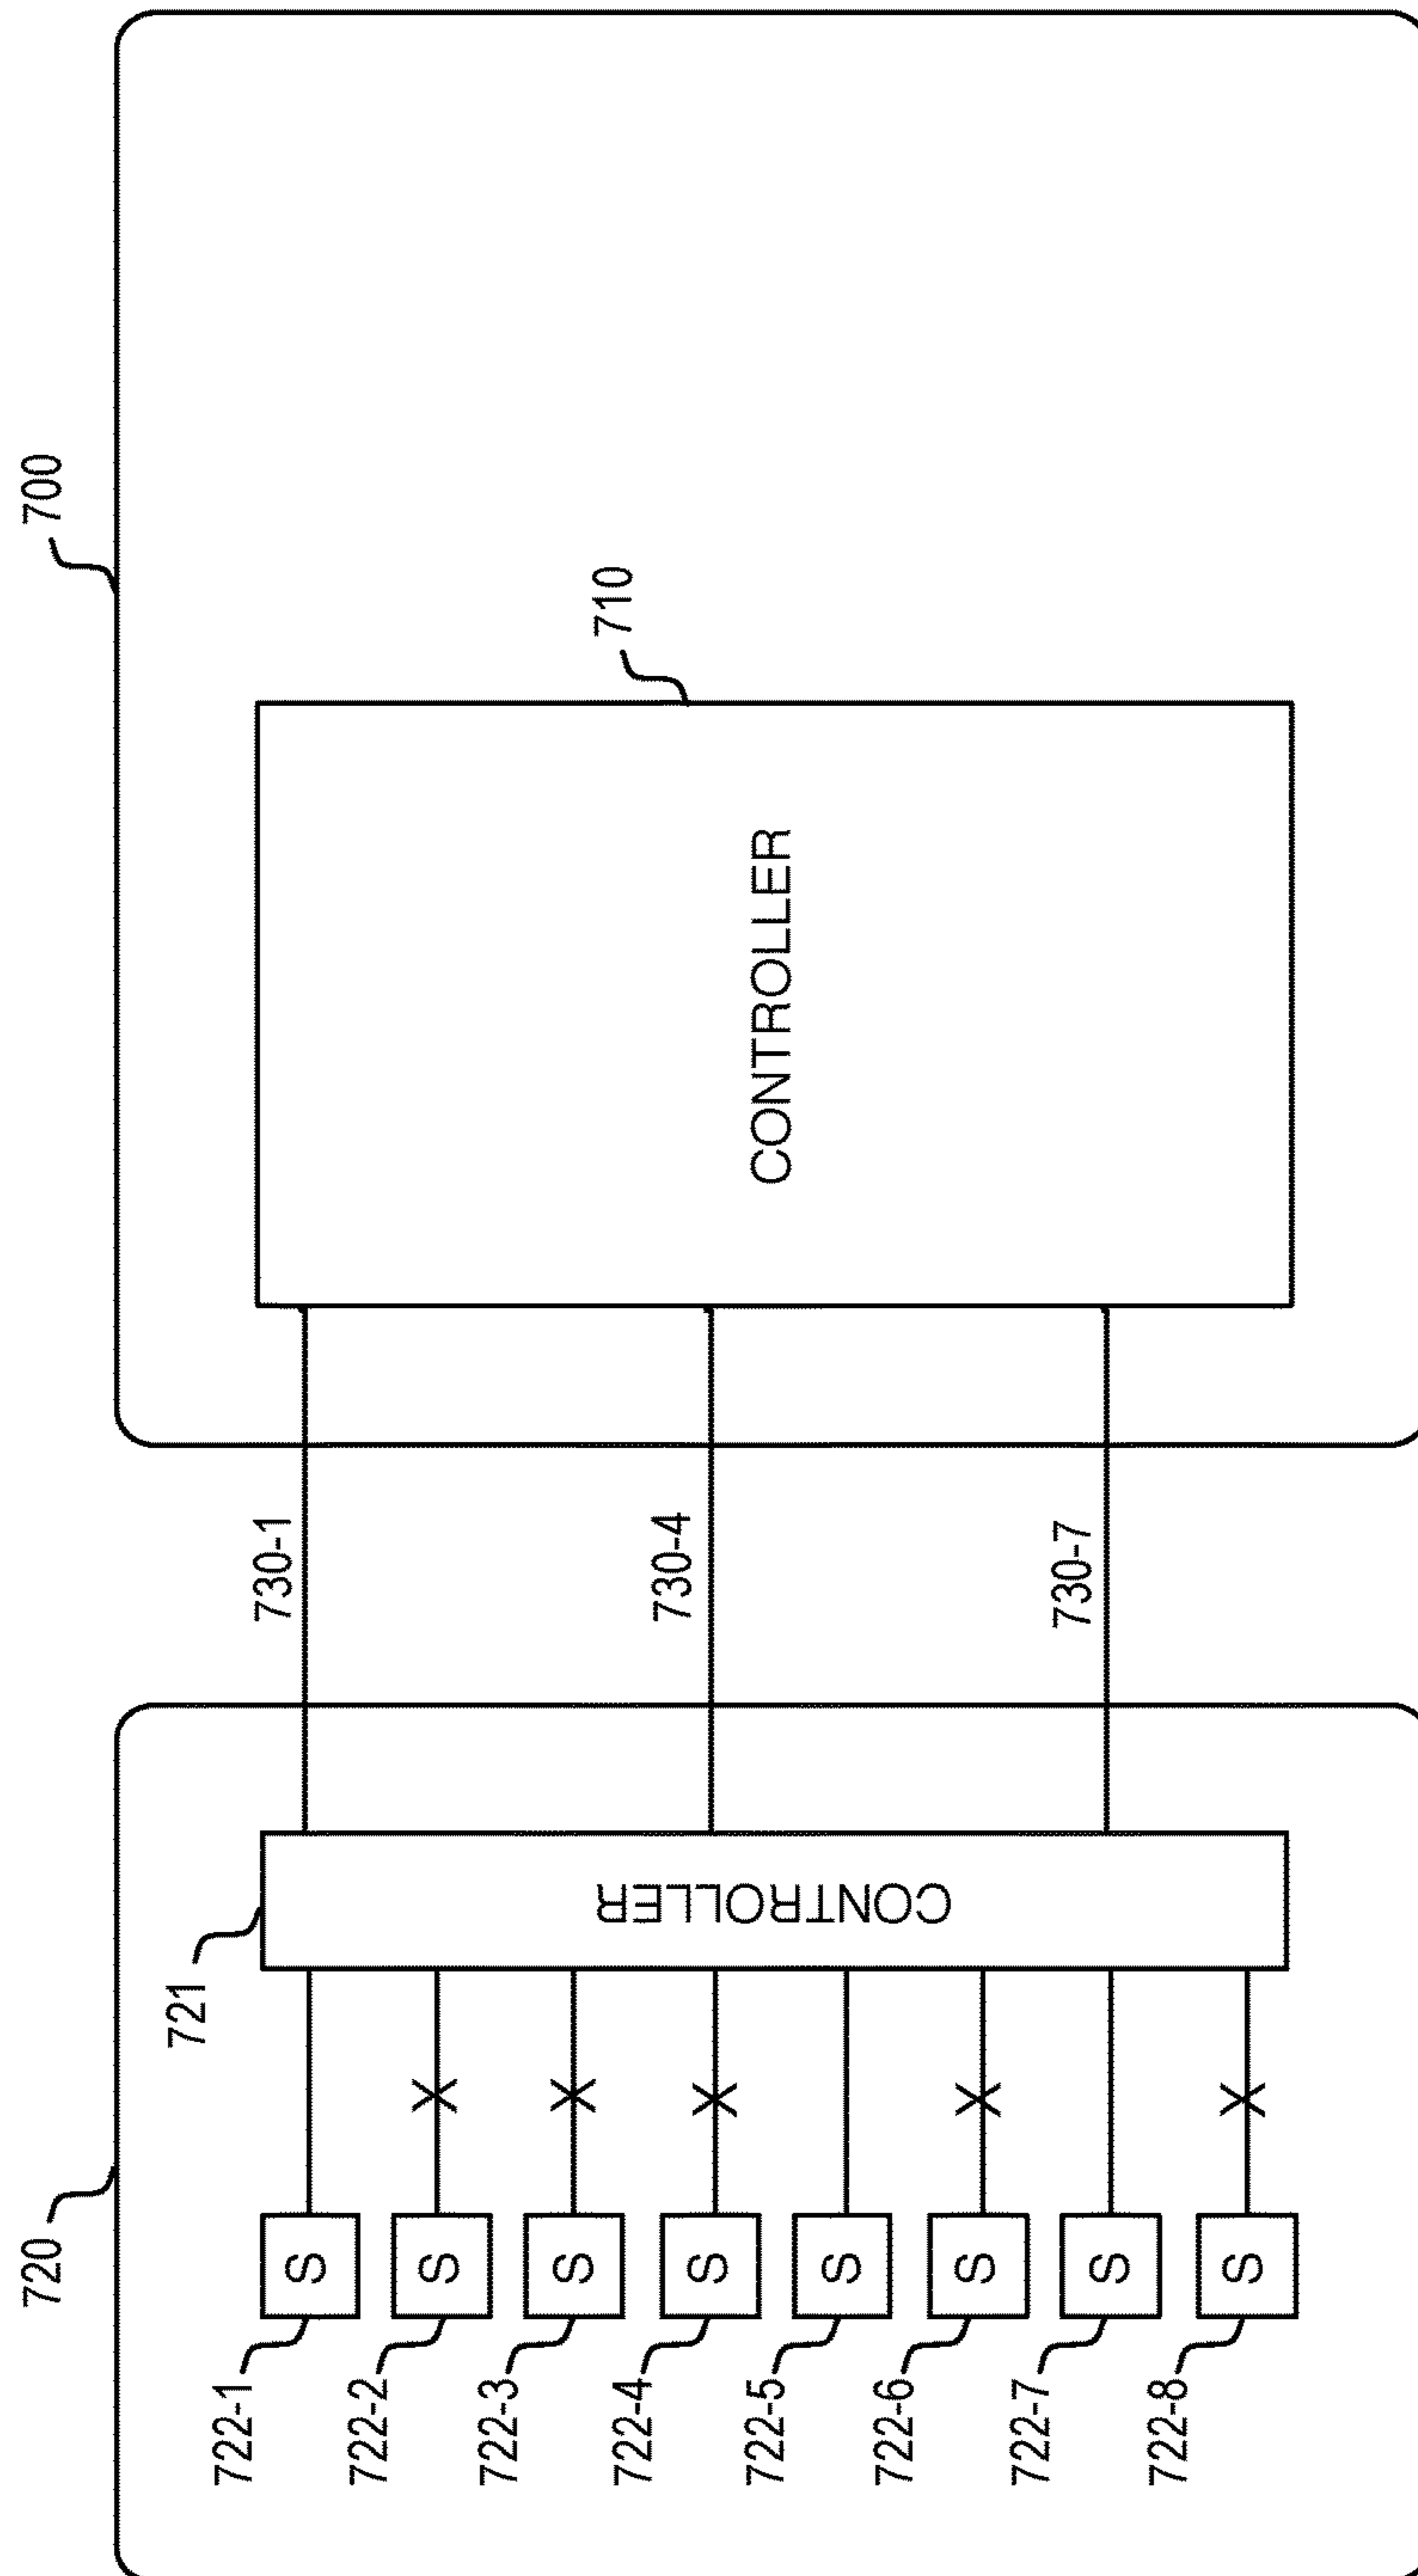 700
710
CONTROLLER
730-1
730-4
730-7
720
721
CONTROLLER
S
S
S
S
S
S
S
S
X
X
X
X
X
722-1
722-2
722-3
722-4
722-5
722-6
722-7
722-8